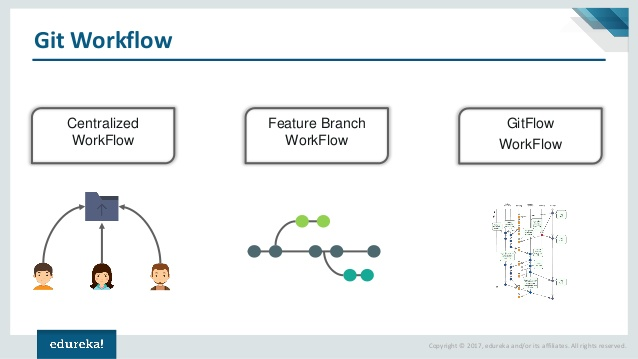 Git Workflow
Centralized
WorkFlow
Feature Branch
WorkFlow
GitFlow
WorkFlow
edureka!
Copyright © 2017, edureka and/or its affiliates. All rights reserved.